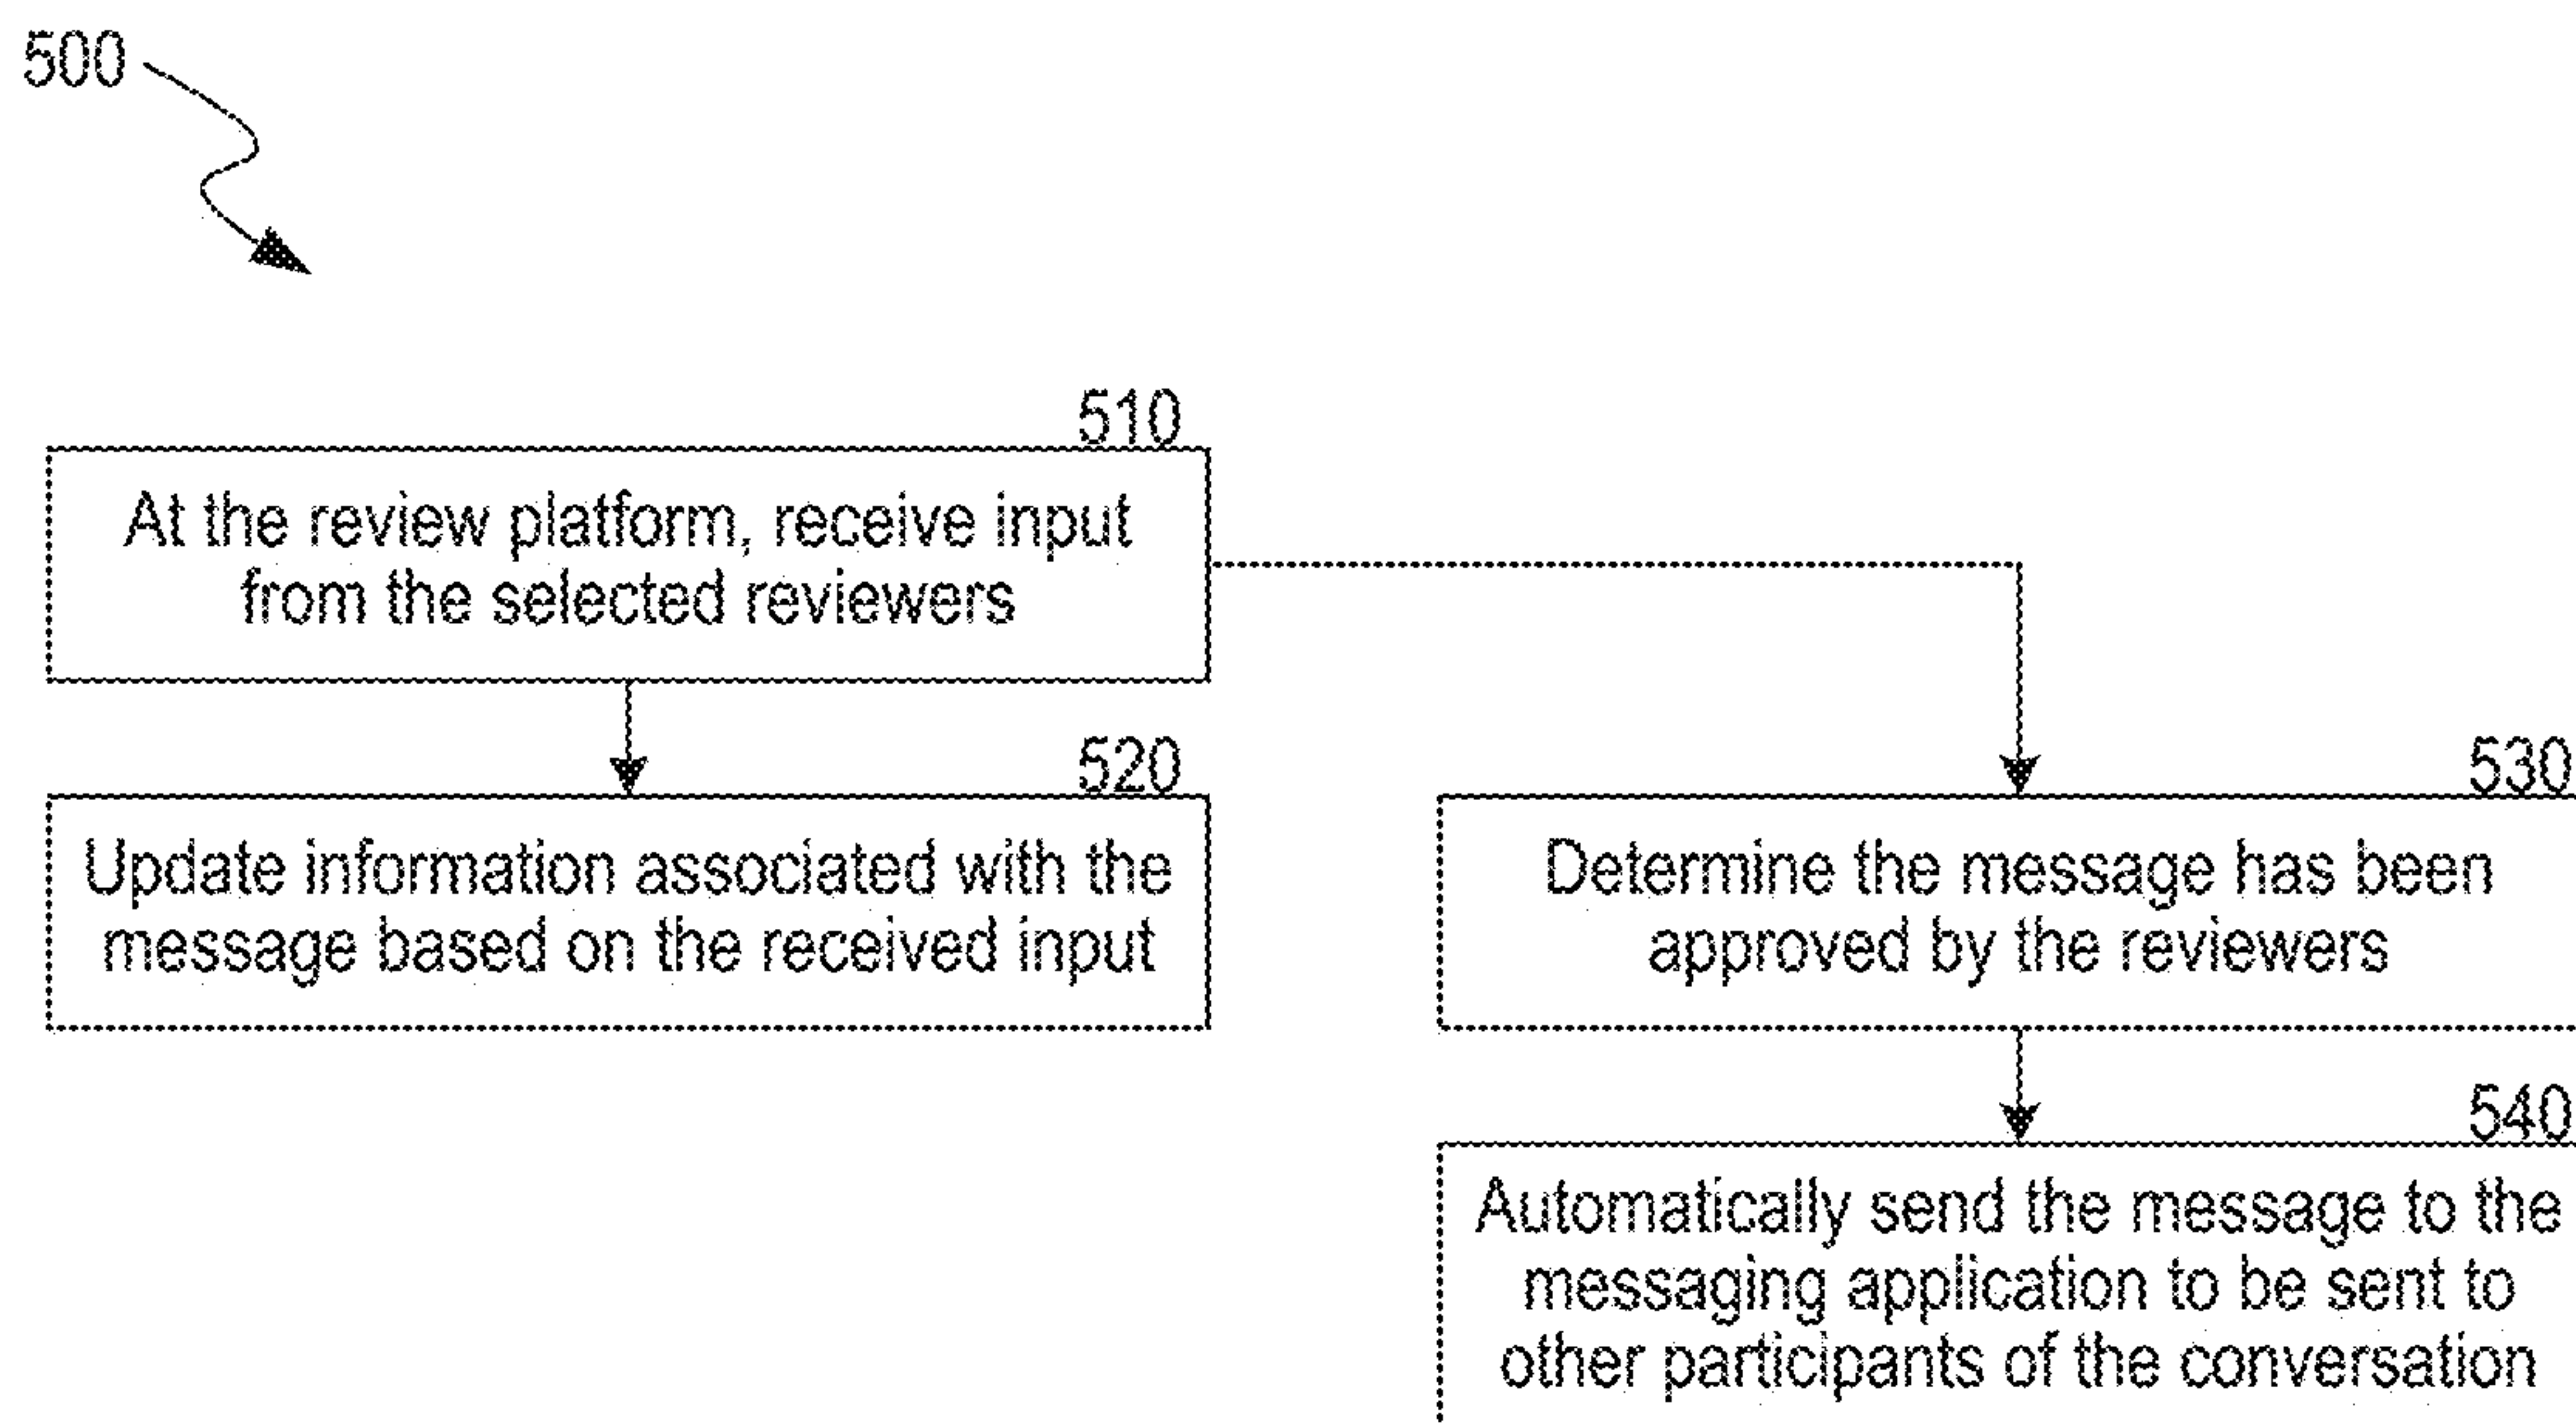 500
510
At the review platform, receive input
from the selected reviewers
520
Update information associated with the
message based on the received input
530
Determine the message has been
approved by the reviewers
540
Automatically send the message to the
messaging application to be sent to
other participants of the conversation